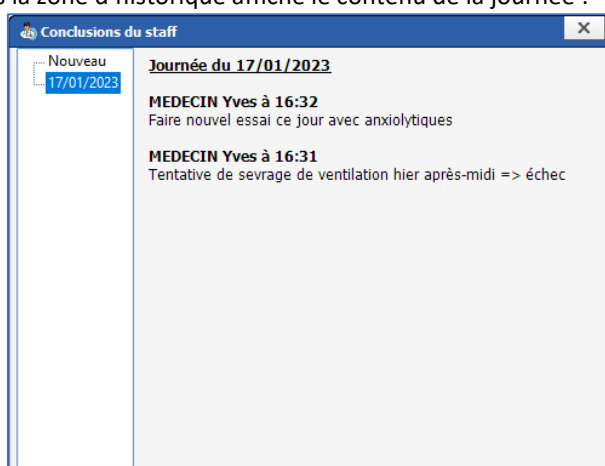 la zone d'historique affiche le contenu de la journée :
Conclusions du staff
Nouveau
17/01/2023
Journée du 17/01/2023
MEDECIN Yves à 16:32
Faire nouvel essai ce jour avec anxiolytiques
MEDECIN Yves à 16:31
Tentative de sevrage de ventilation hier après-midi => échec